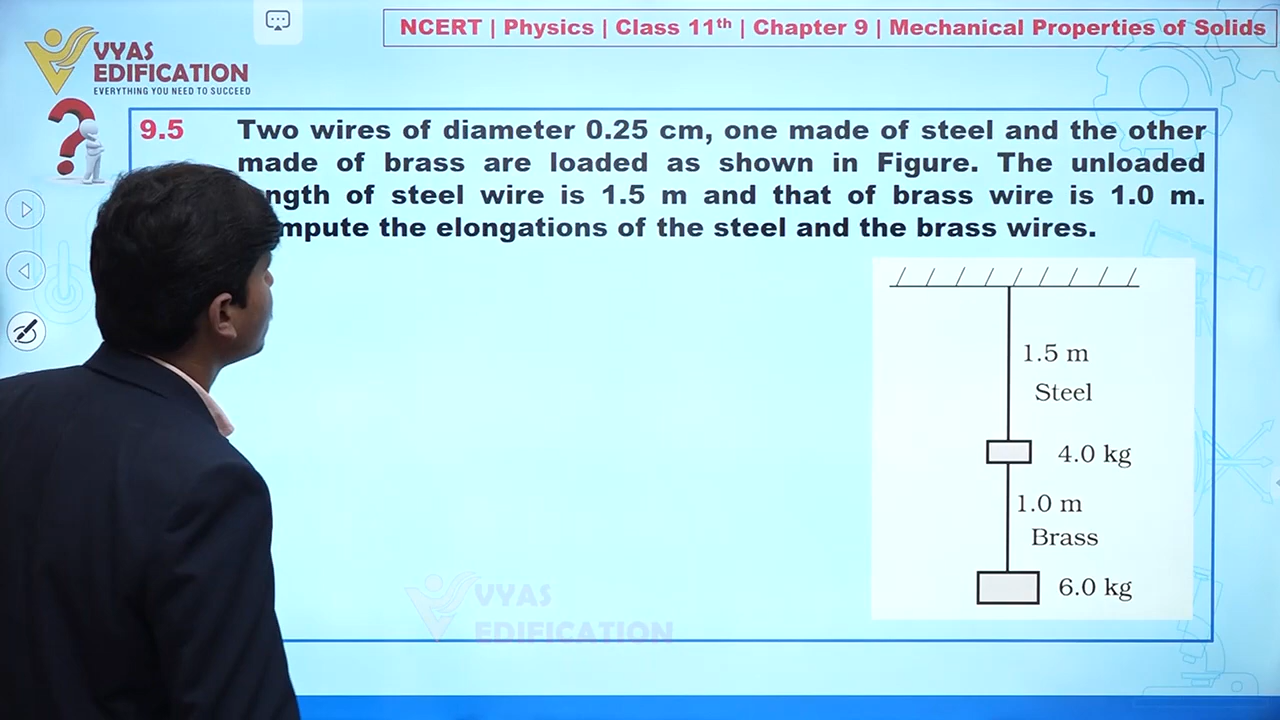 NCERT | Physics | Class 11th | Chapter 9 | Mechanical Properties of Solids
VYAS
EDIFICATION
EVERYTHING YOU NEED TO SUCCEED
9.5 Two wires of diameter 0.25 cm, one made of steel and the other
made of brass are loaded as shown in Figure. The unloaded
of steel wire is 1.5 m and that of brass wire is 1.0 m.
the elongations of the steel and the brass wires.
1.5 m
Steel
4.0 kg
1.0 m
Brass
6.0 kg
VYAS
EDIFICATION